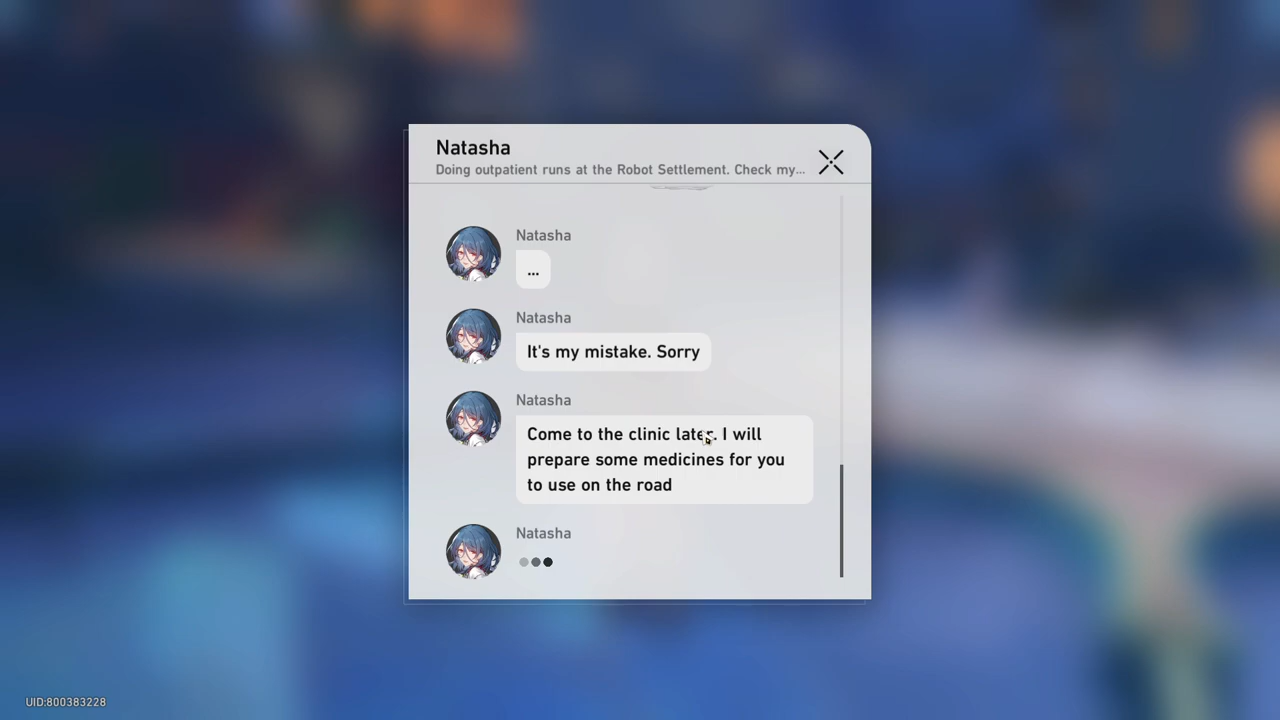 Natasha
Doing outpatient runs at the Robot Settlement. Check my...
Natasha
...
Natasha
It's my mistake. Sorry
Natasha
Come to the clinic later. I will
prepare some medicines for you
to use on the road
Natasha
UID:800383228